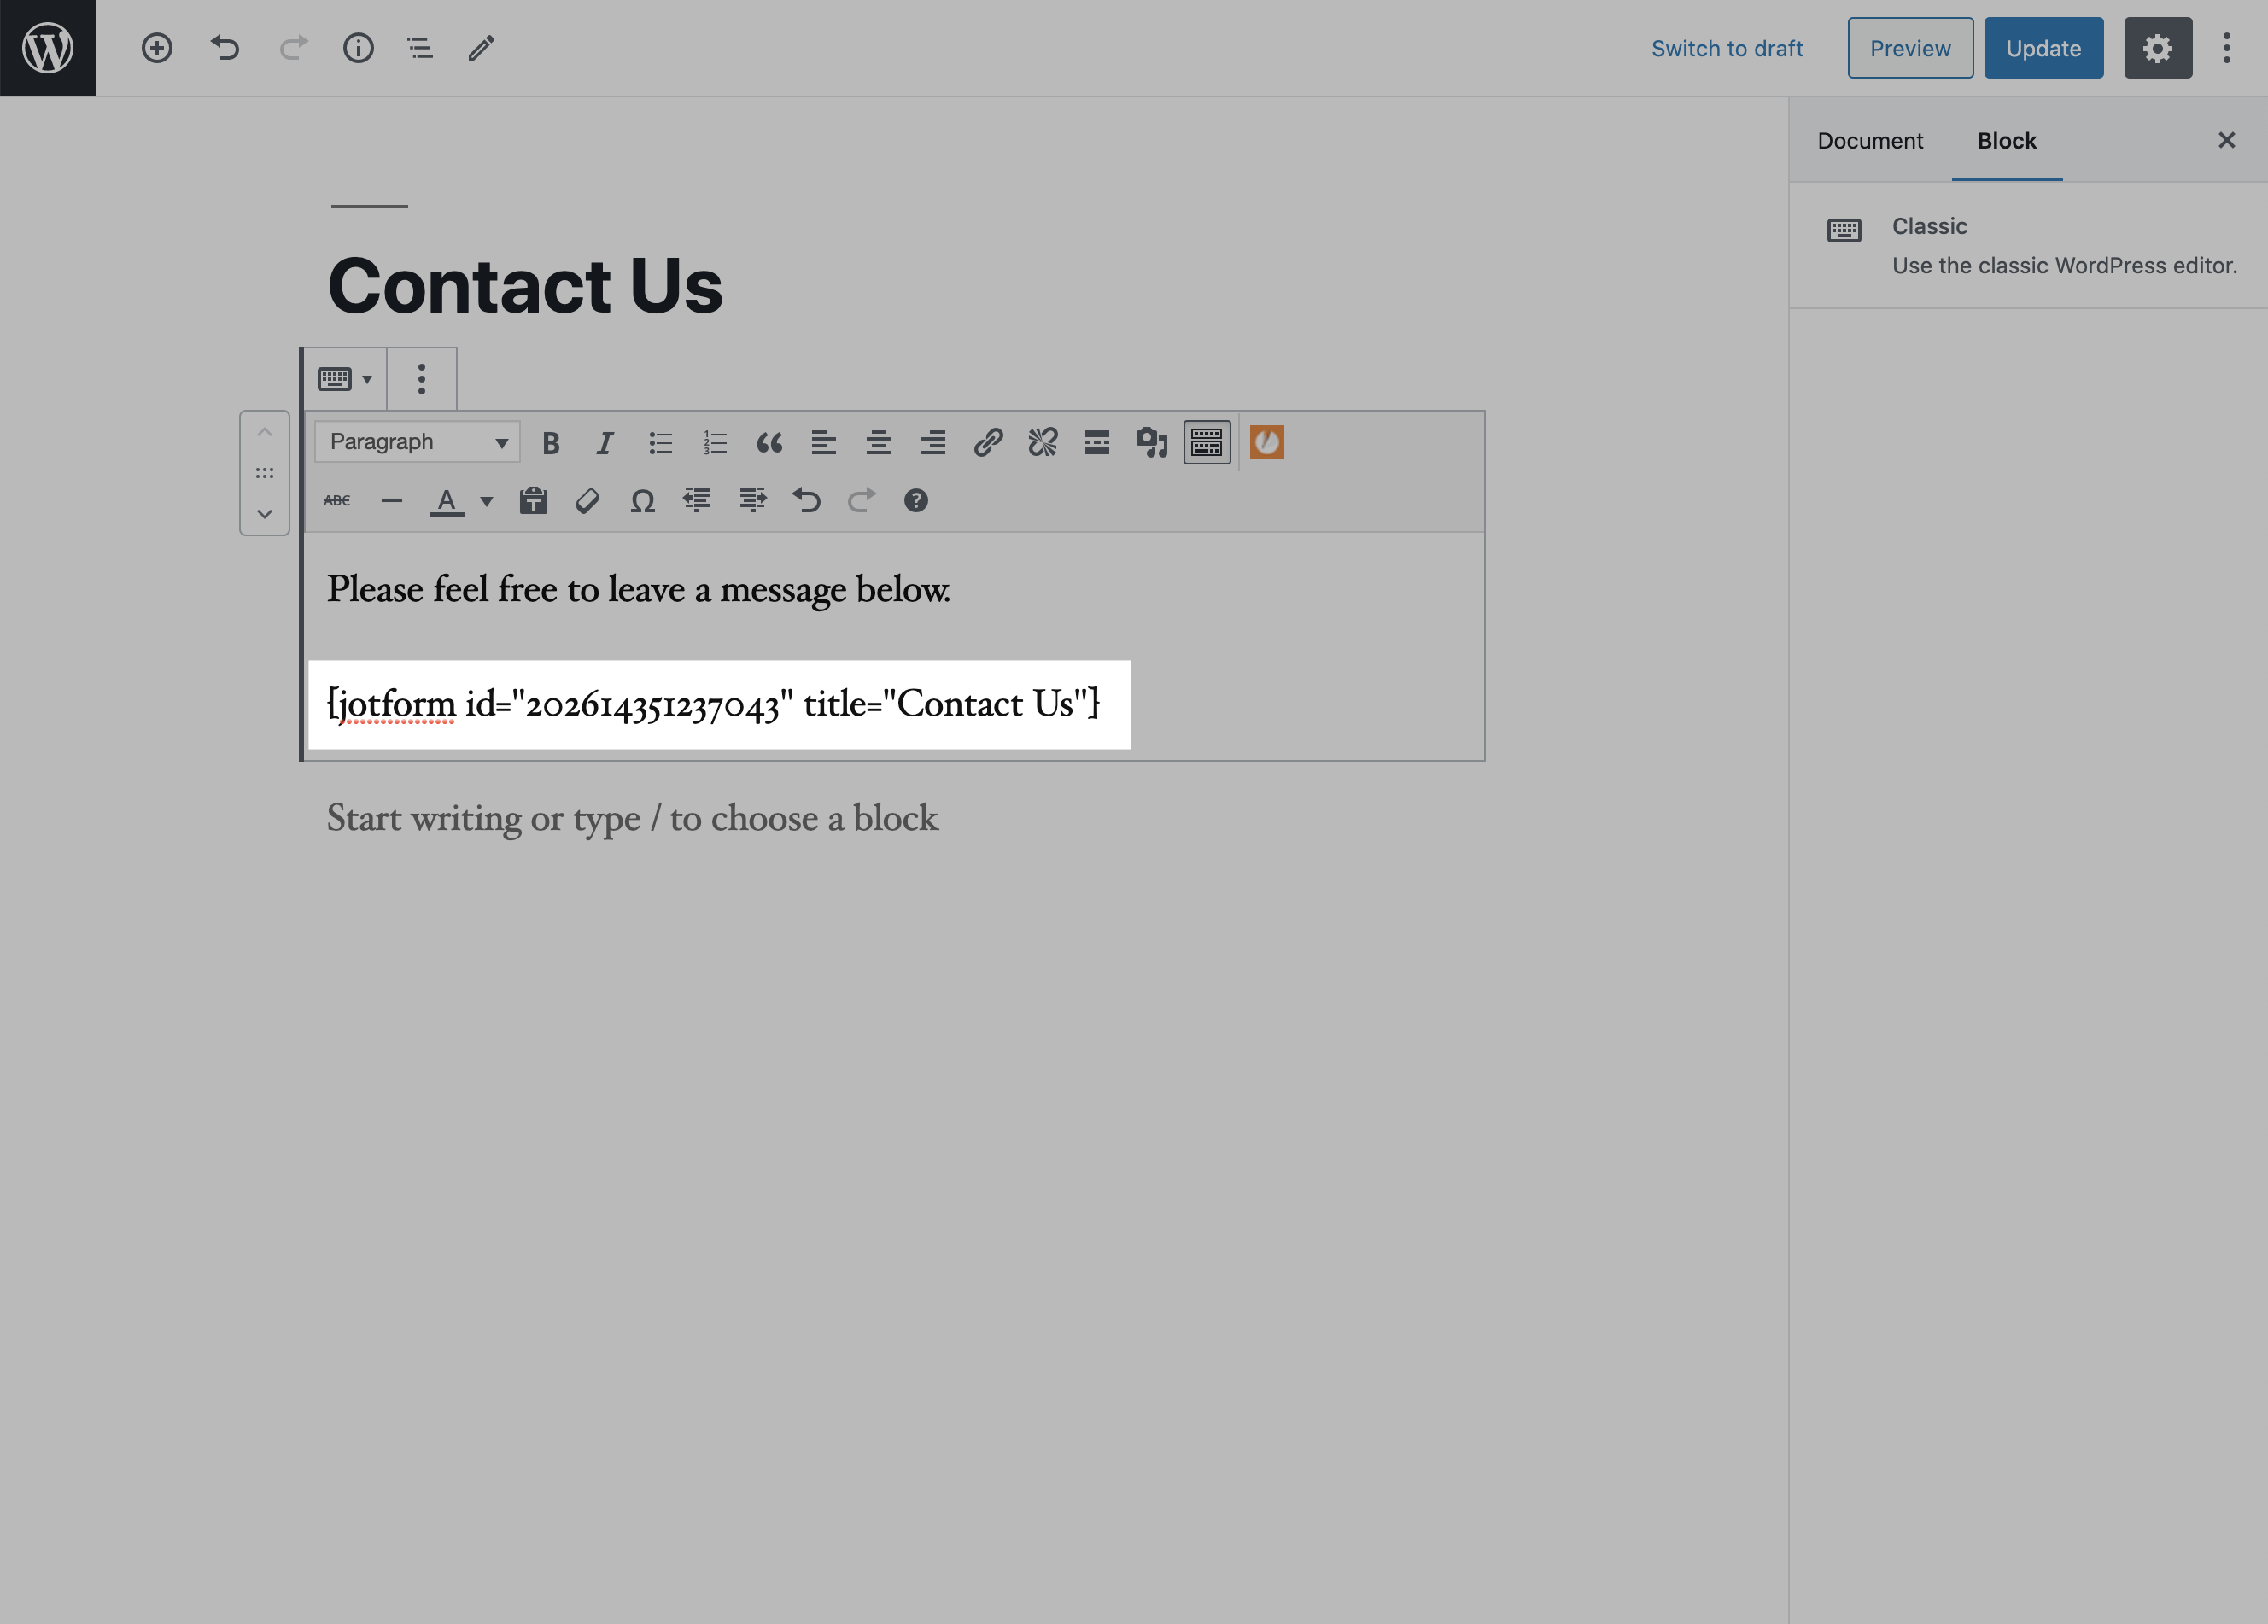 Switch to draft
Preview
Update
Document
Block
Classic
Use the classic WordPress editor.
Contact Us
Paragraph
Please feel free to leave a message below.
[jotform id="202614351237043" title="Contact Us"]
Start writing or type / to choose a block